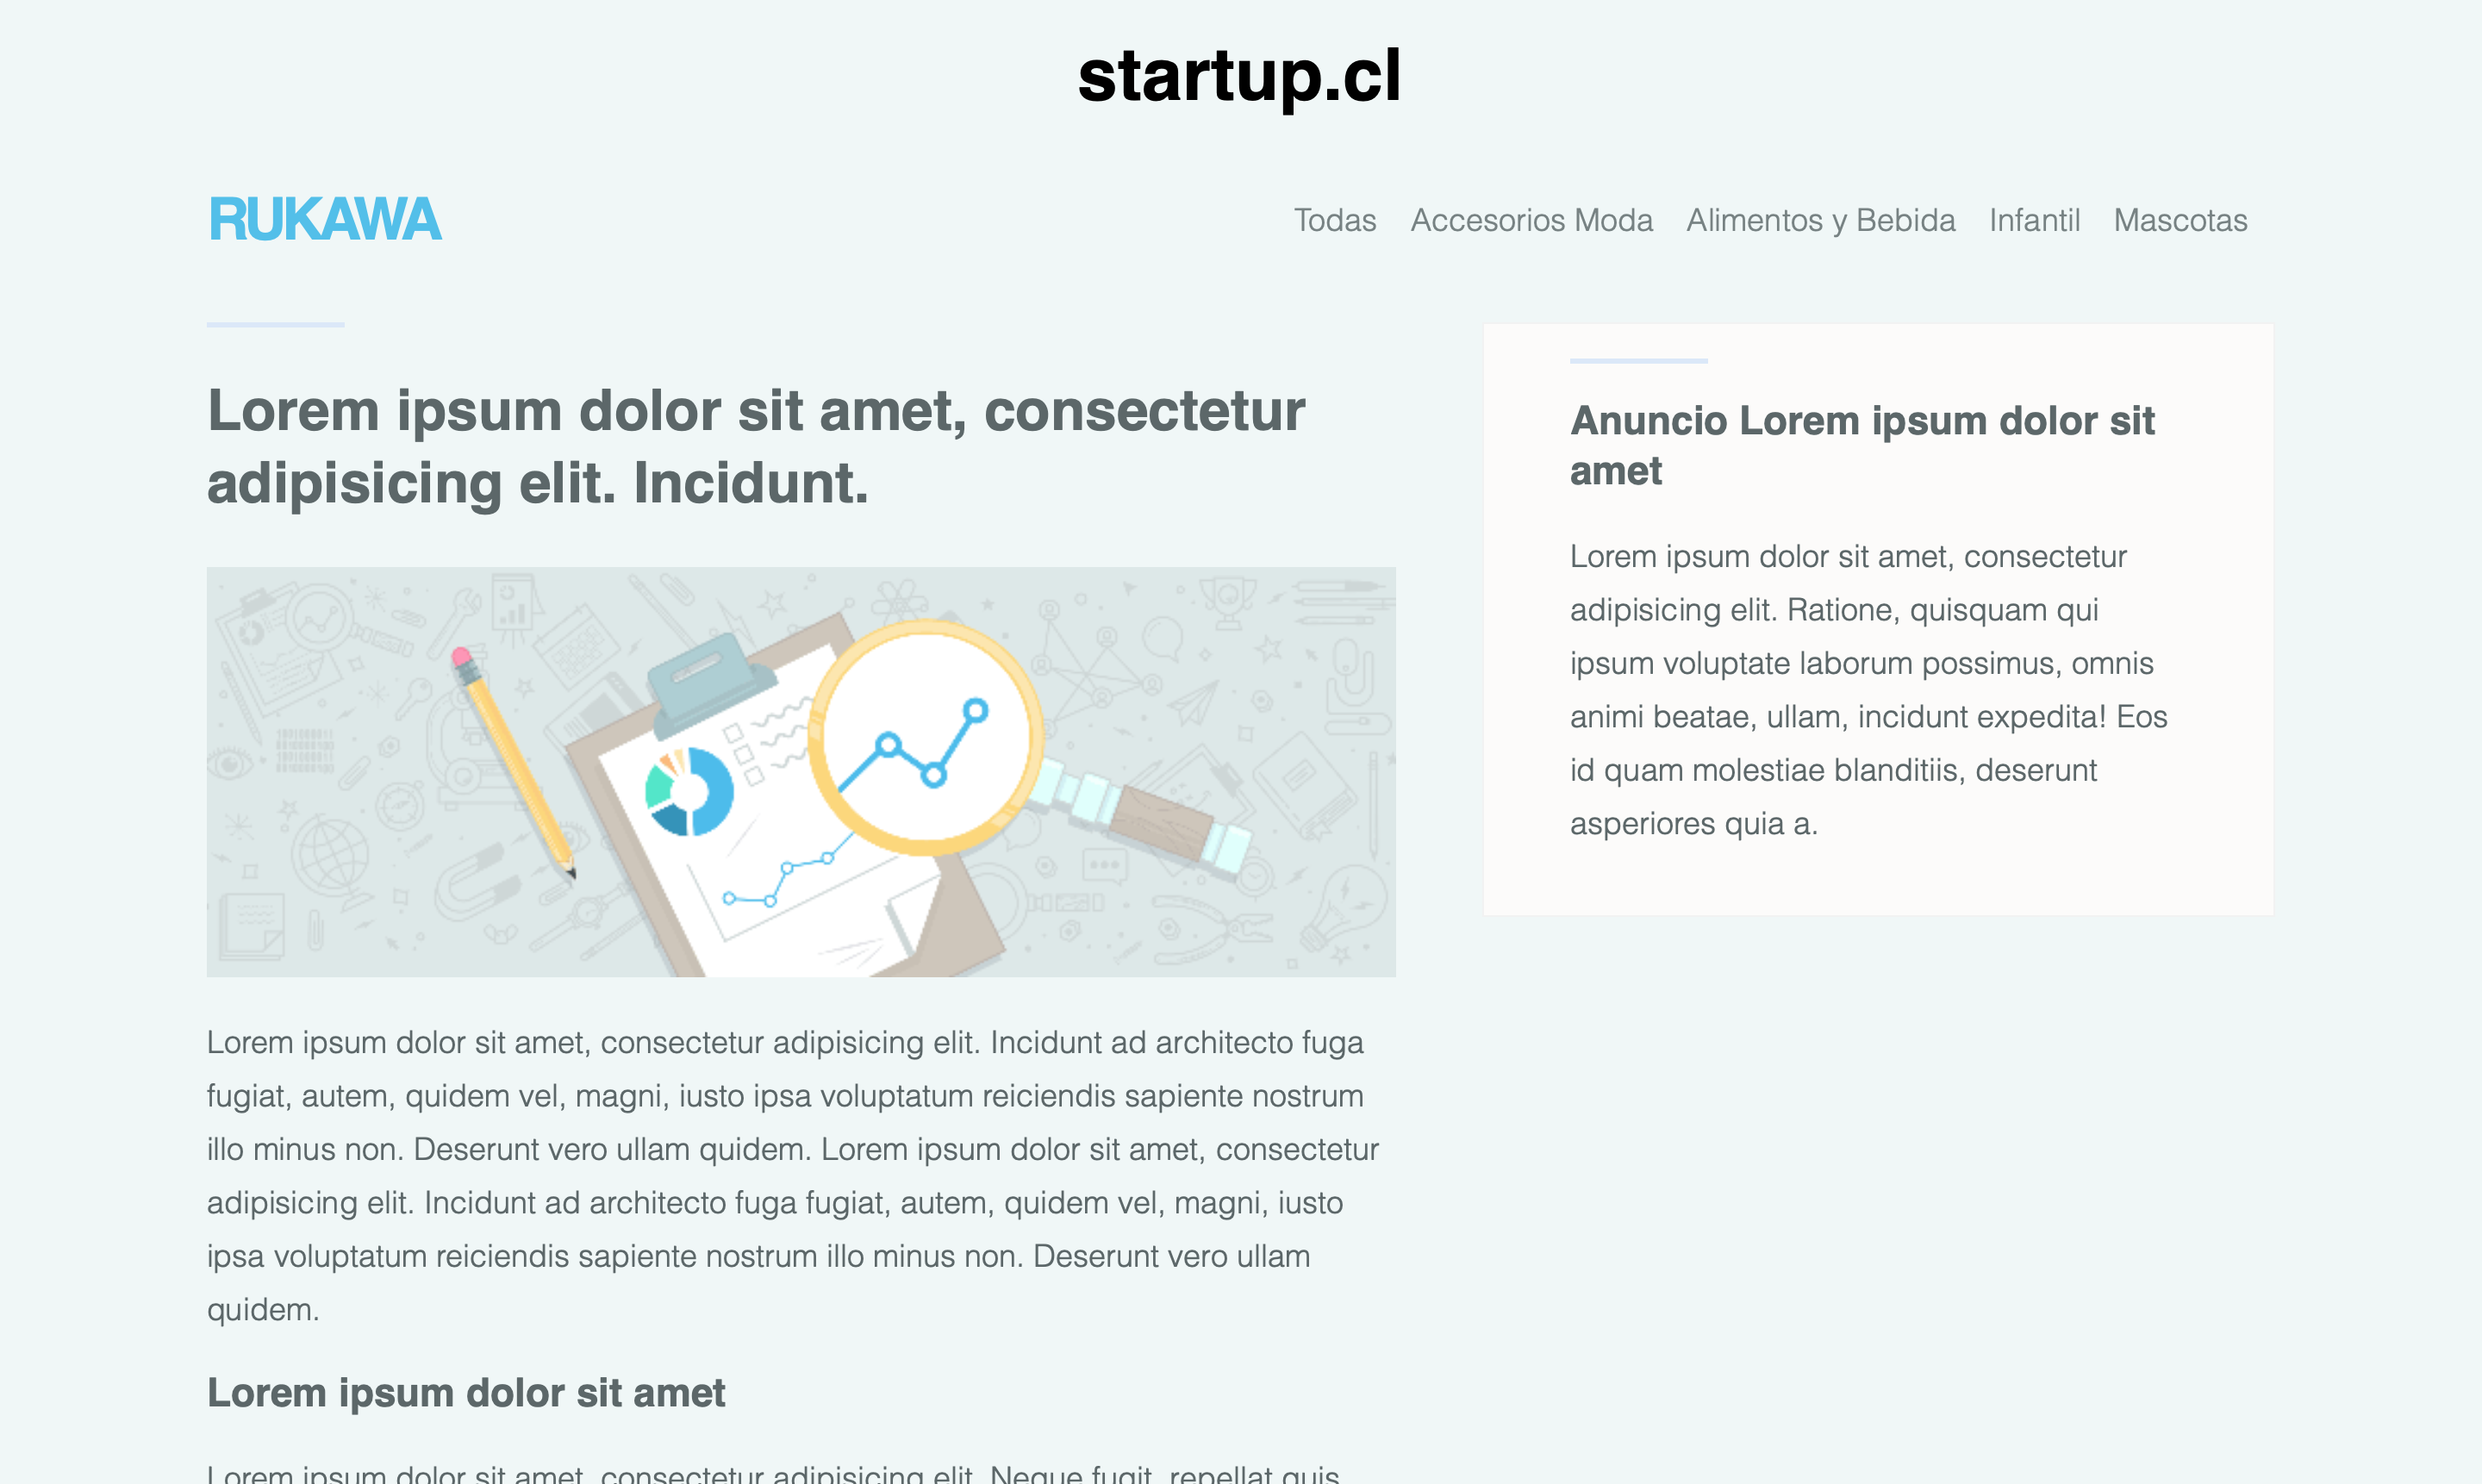 startup.cl
RUKAWA
Todas Accesorios Moda Alimentos y Bebida Infantil Mascotas
Lorem ipsum dolor sit amet, consectetur
adipisicing elit. Incidunt.
Lorem ipsum dolor sit amet, consectetur adipisicing elit. Incidunt ad architecto fuga
fugiat, autem, quidem vel, magni, iusto ipsa voluptatum reiciendis sapiente nostrum
illo minus non. Deserunt vero ullam quidem. Lorem ipsum dolor sit amet, consectetur
adipisicing elit. Incidunt ad architecto fuga fugiat, autem, quidem vel, magni, iusto
ipsa voluptatum reiciendis sapiente nostrum illo minus non. Deserunt vero ullam
quidem.
Lorem ipsum dolor sit amet
Lorem ipsum dolor sit amet, consectetur adipisicing elit. Neque fugit, repellat quis
Anuncio Lorem ipsum dolor sit
amet
Lorem ipsum dolor sit amet, consectetur
adipisicing elit. Ratione, quisquam qui
ipsum voluptate laborum possimus, omnis
animi beatae, ullam, incidunt expedita! Eos
id quam molestiae blanditiis, deserunt
asperiores quia a.